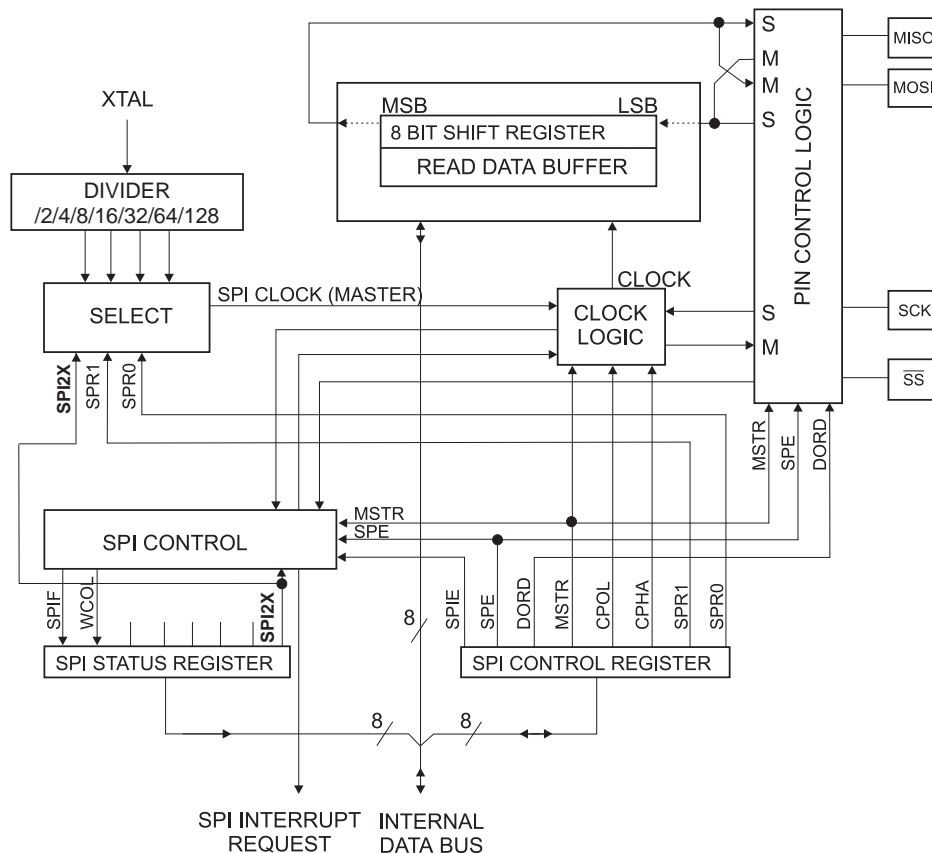 S
MISO
M
M
MOSI
XTAL
MSB
LSB
S
8 BIT SHIFT REGISTER
READ DATA BUFFER
DIVIDER
/2/4/8/16/32/64/128
PIN CONTROL LOGIC
SPI CLOCK (MASTER)
CLOCK
SELECT
CLOCK
LOGIC
S
SCK
M
SPI2X
SPR1
SPR0
SS
MSTR
SPE
DORD
MSTR
SPE
SPI CONTROL
SPIF
WCOL
SPI2X
8
SPIE
SPE
DORD
MSTR
CPOL
CPHA
SPR1
SPR0
SPI STATUS REGISTER
SPI CONTROL REGISTER
8
8
SPI INTERRUPT
REQUEST
INTERNAL
DATA BUS